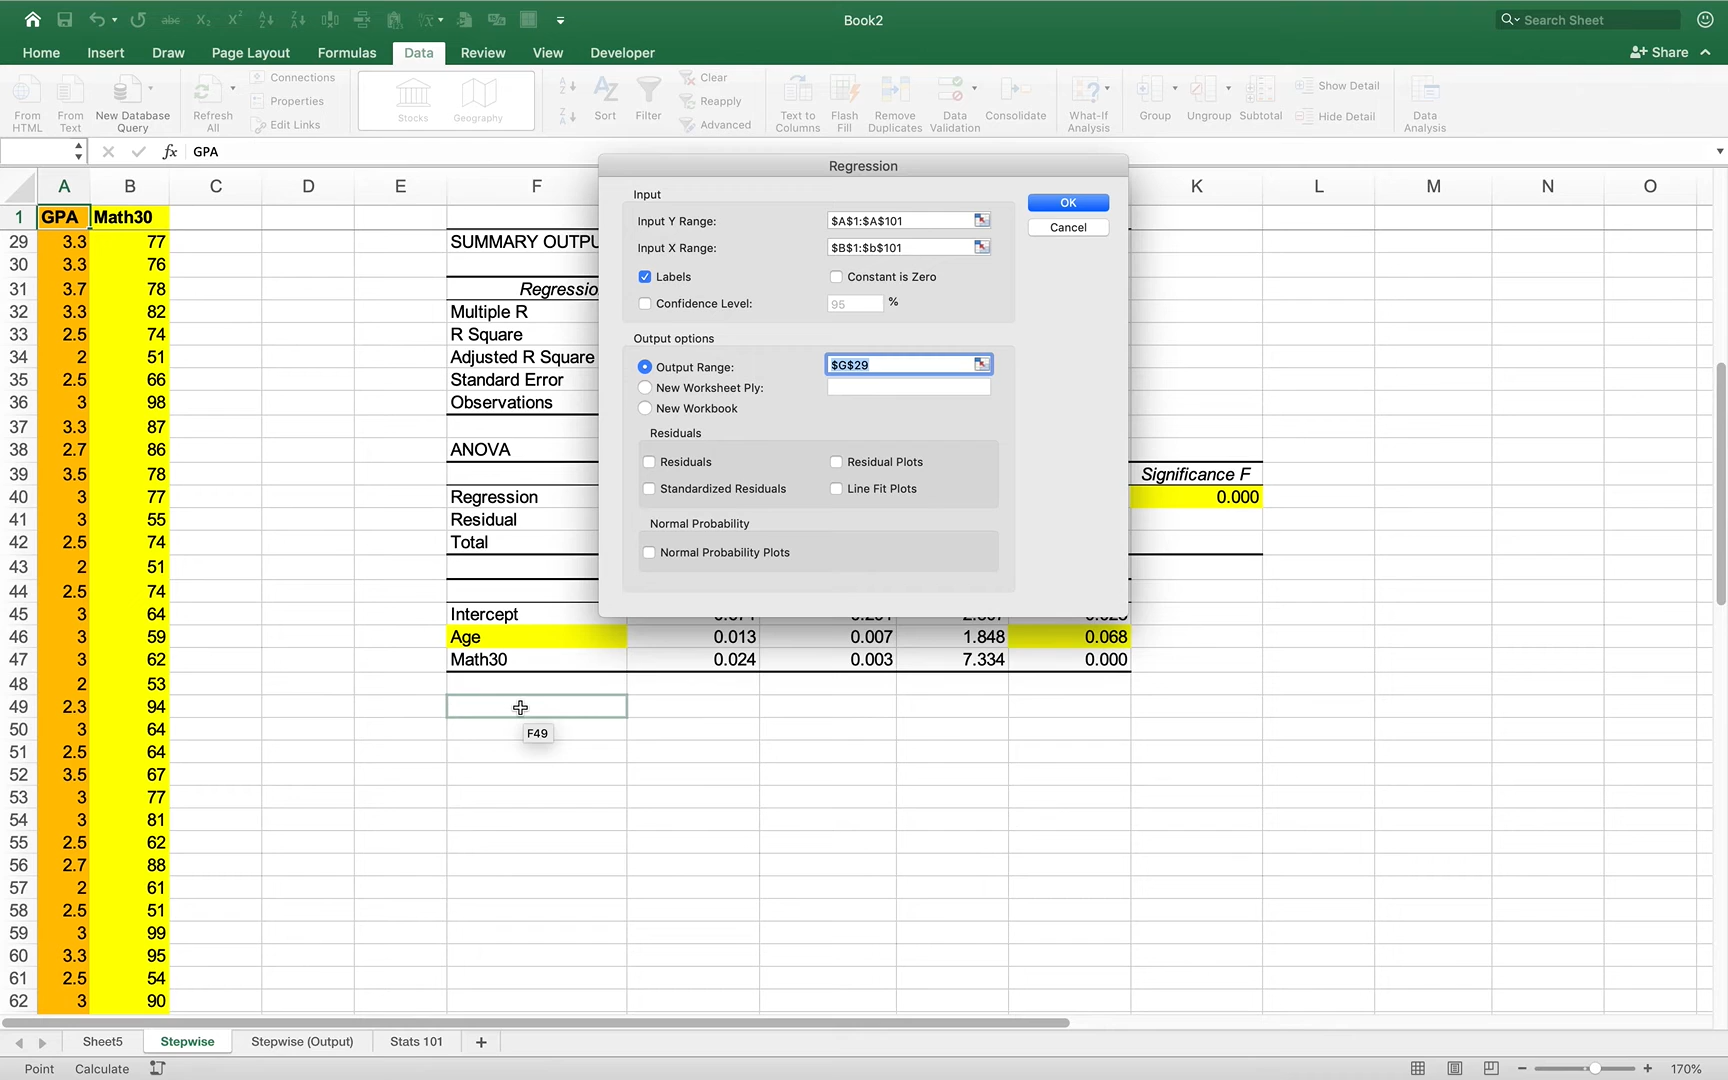 Book2
Search Sheet
Home Insert Draw Page Layout Formulas Data Review View Developer
Share
From HTML
From Text
New Database Query
Refresh All
Connections
Properties
Edit Links
Stocks Geography
Sort
Filter
Clear
Reapply
Advanced
Text to Columns
Flash Fill
Remove Duplicates
Data Validation
Consolidate
What-If Analysis
Group
Ungroup
Subtotal
Show Detail
Hide Detail
Data Analysis
fx GPA
A B C D E F K L M N O
1 GPA Math30
29 3.3 77 SUMMARY OUTPU
30 3.3 76
31 3.7 78 Regressio
32 3.3 82 Multiple R
33 2.5 74 R Square
34 2 51 Adjusted R Square
35 2.5 66 Standard Error
36 3 98 Observations
37 3.3 87
38 2.7 86 ANOVA
39 3.5 78 Significance F
40 3 77 Regression 0.000
41 3 55 Residual
42 2.5 74 Total
43 2 51
44 2.5 74
45 3 64 Intercept
46 3 59 Age 0.013 0.007 1.848 0.068
47 3 62 Math30 0.024 0.003 7.334 0.000
48 2 53
49 2.3 94
50 3 64
51 2.5 64
52 3.5 67
53 3 77
54 3 81
55 2.5 62
56 2.7 88
57 2 61
58 2.5 51
59 3 99
60 3.3 95
61 2.5 54
62 3 90
F49
Regression
Input
Input Y Range: $A$1:$A$101
Input X Range: $B$1:$b$101
Labels
Constant is Zero
Confidence Level: 95 %
OK
Cancel
Output options
Output Range: $G$29
New Worksheet Ply:
New Workbook
Residuals
Residuals
Residual Plots
Standardized Residuals
Line Fit Plots
Normal Probability
Normal Probability Plots
Sheet5 Stepwise Stepwise (Output) Stats 101 +
Point Calculate
170%